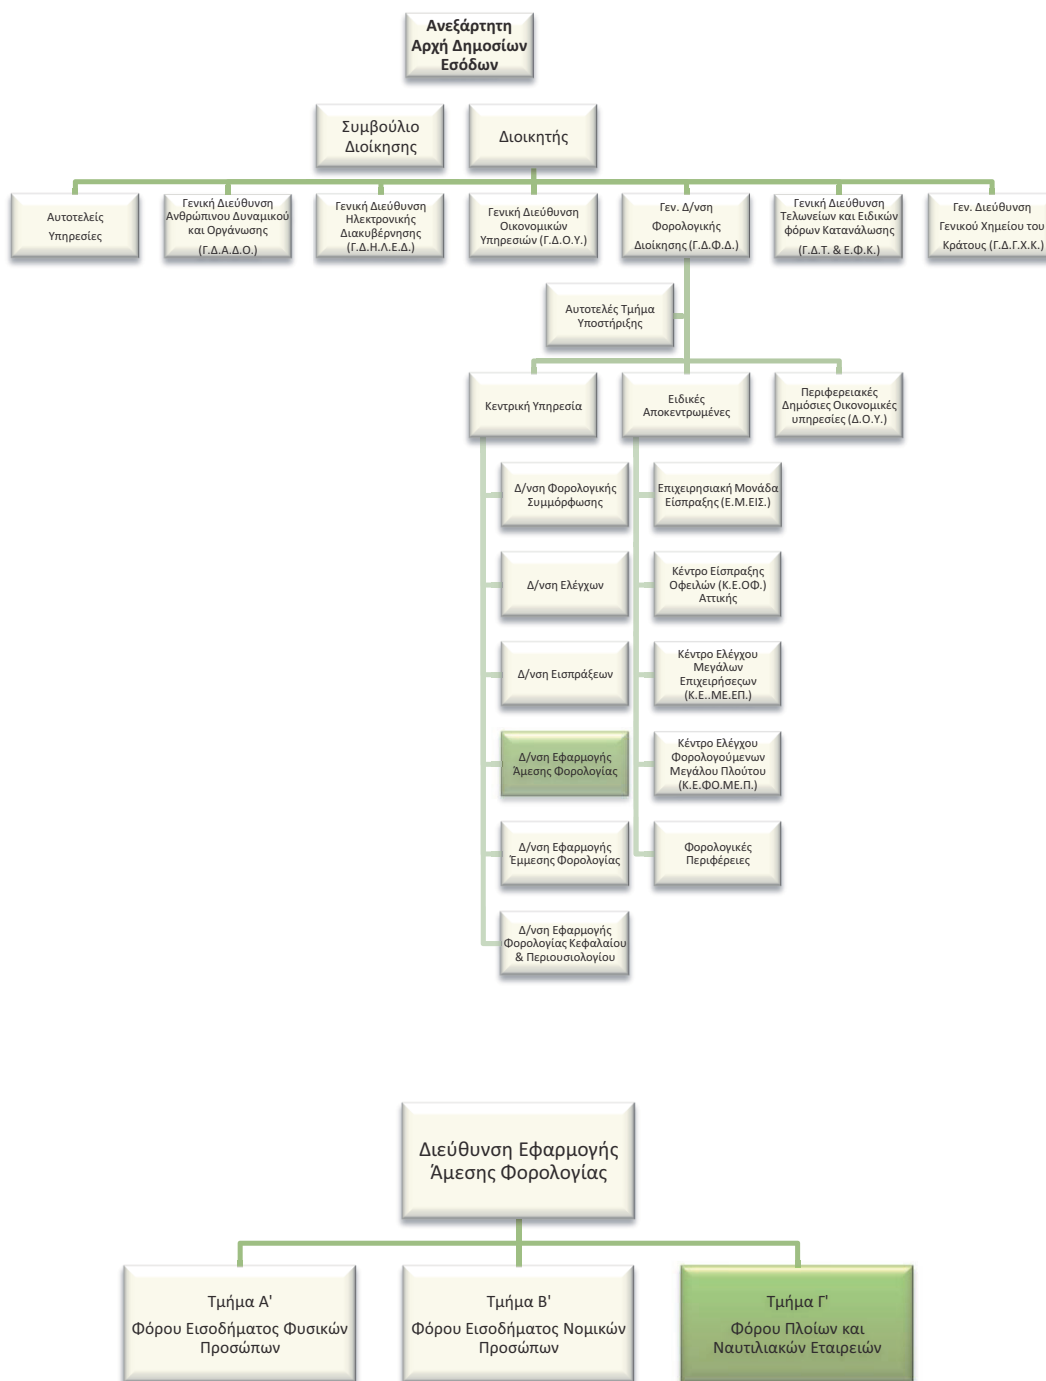 Ανεξάρτητη
Αρχή Δημοσίων
Εσόδων
Συμβούλιο
Διοίκησης
Διοικητής
Αυτοτελείς
Υπηρεσίες
Γενική Διεύθυνση
Ανθρώπινου Δυναμικού
και Οργάνωσης
(Γ.Δ.Α.Δ.Ο.)
Γενική Διεύθυνση
Ηλεκτρονικής
Διακυβέρνησης
(Γ.Δ.Η.Λ.Ε.Δ.)
Γενική Διεύθυνση
Οικονομικών
Υπηρεσιών (Γ.Δ.Ο.Υ.)
Γεν. Δ/νση
Φορολογικής
Διοίκησης (Γ.Δ.Φ.Δ.)
Γενική Διεύθυνση
Τελωνείων και Ειδικών
φόρων Κατανάλωσης
(Γ.Δ.Τ. & Ε.Φ.Κ.)
Γεν. Διεύθυνση
Γενικού Χημείου του
Κράτους (Γ.Δ.Γ.Χ.Κ.)
Αυτοτελές Τμήμα
Υποστήριξης
Κεντρική Υπηρεσία
Ειδικές
Αποκεντρωμένες
Περιφερειακές
Δημόσιες Οικονομικές
υπηρεσίες (Δ.Ο.Υ.)
Δ/νση Φορολογικής
Συμμόρφωσης
Δ/νση Ελέγχων
Δ/νση Εισπράξεων
Δ/νση Εφαρμογής
Άμεσης Φορολογίας
Δ/νση Εφαρμογής
Έμμεσης Φορολογίας
Δ/νση Εφαρμογής
Φορολογίας Κεφαλαίου
& Περιουσιολογίου
Επιχειρησιακή Μονάδα
Είσπραξης (Ε.Μ.ΕΙΣ.)
Κέντρο Είσπραξης
Οφειλών (Κ.Ε.ΟΦ.)
Αττικής
Κέντρο Ελέγχου
Μεγάλων
Επιχειρήσεςων
(Κ.Ε..ΜΕ.ΕΠ.)
Κέντρο Ελέγχου
Φορολογούμενων
Μεγάλου Πλούτου
(Κ.Ε.ΦΟ.ΜΕ.Π.)
Φορολογικές
Περιφέρειες
Διεύθυνση Εφαρμογής
Άμεσης Φορολογίας
Τμήμα Α'
Φόρου Εισοδήματος Φυσικών
Προσώπων
Τμήμα Β'
Φόρου Εισοδήματος Νομικών
Προσώπων
Τμήμα Γ'
Φόρου Πλοίων και
Ναυτιλιακών Εταιρειών